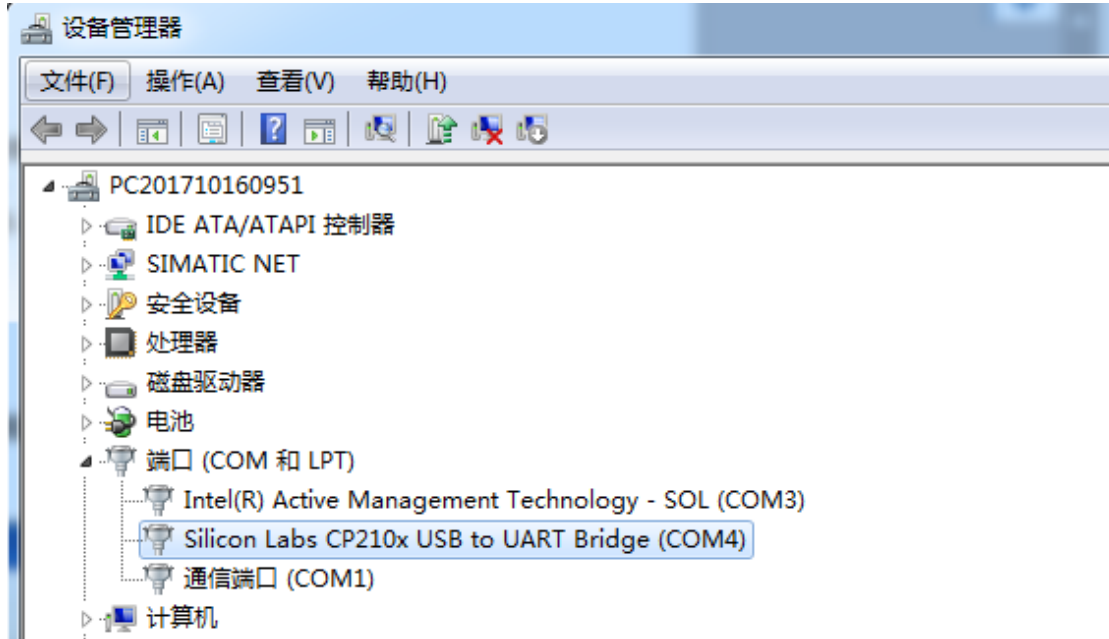 设备管理器
文件(F) 操作(A) 查看(V) 帮助(H)
PC201710160951
IDE ATA/ATAPI 控制器
SIMATIC NET
安全设备
处理器
磁盘驱动器
电池
端口 (COM 和 LPT)
Intel(R) Active Management Technology - SOL (COM3)
Silicon Labs CP210x USB to UART Bridge (COM4)
通信端口 (COM1)
计算机